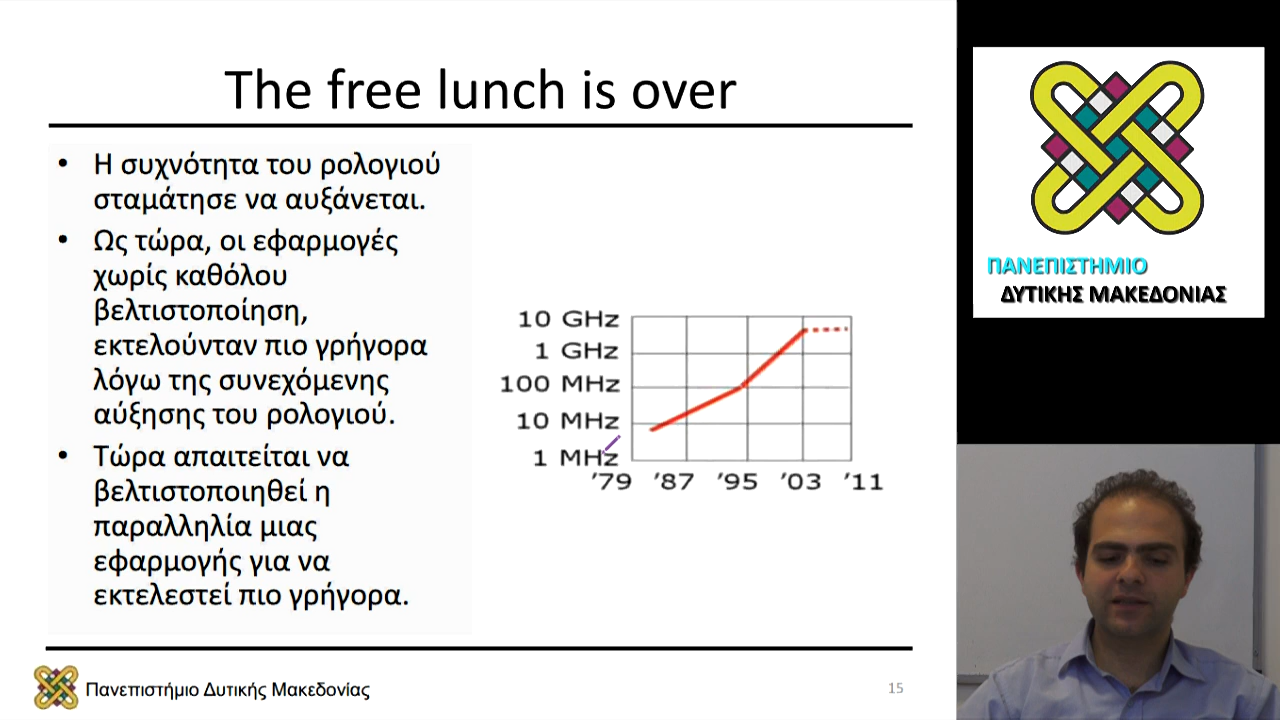 The free lunch is over
• Η συχνότητα του ρολογιού
σταμάτησε να αυξάνεται.
• Ως τώρα, οι εφαρμογές
χωρίς καθόλου
βελτιστοποίηση,
εκτελούνταν πιο γρήγορα
λόγω της συνεχόμενης
αύξησης του ρολογιού.
• Τώρα απαιτείται να
βελτιστοποιηθεί η
παραλληλία μιας
εφαρμογής για να
εκτελεστεί πιο γρήγορα.
10 GHz
1 GHz
100 MHz
10 MHz
1 MHz
'79 '87 '95 '03 '11
Πανεπιστήμιο Δυτικής Μακεδονίας
15
ΠΑΝΕΠΙΣΤΗΜΙΟ
ΔΥΤΙΚΗΣ ΜΑΚΕΔΟΝΙΑΣ